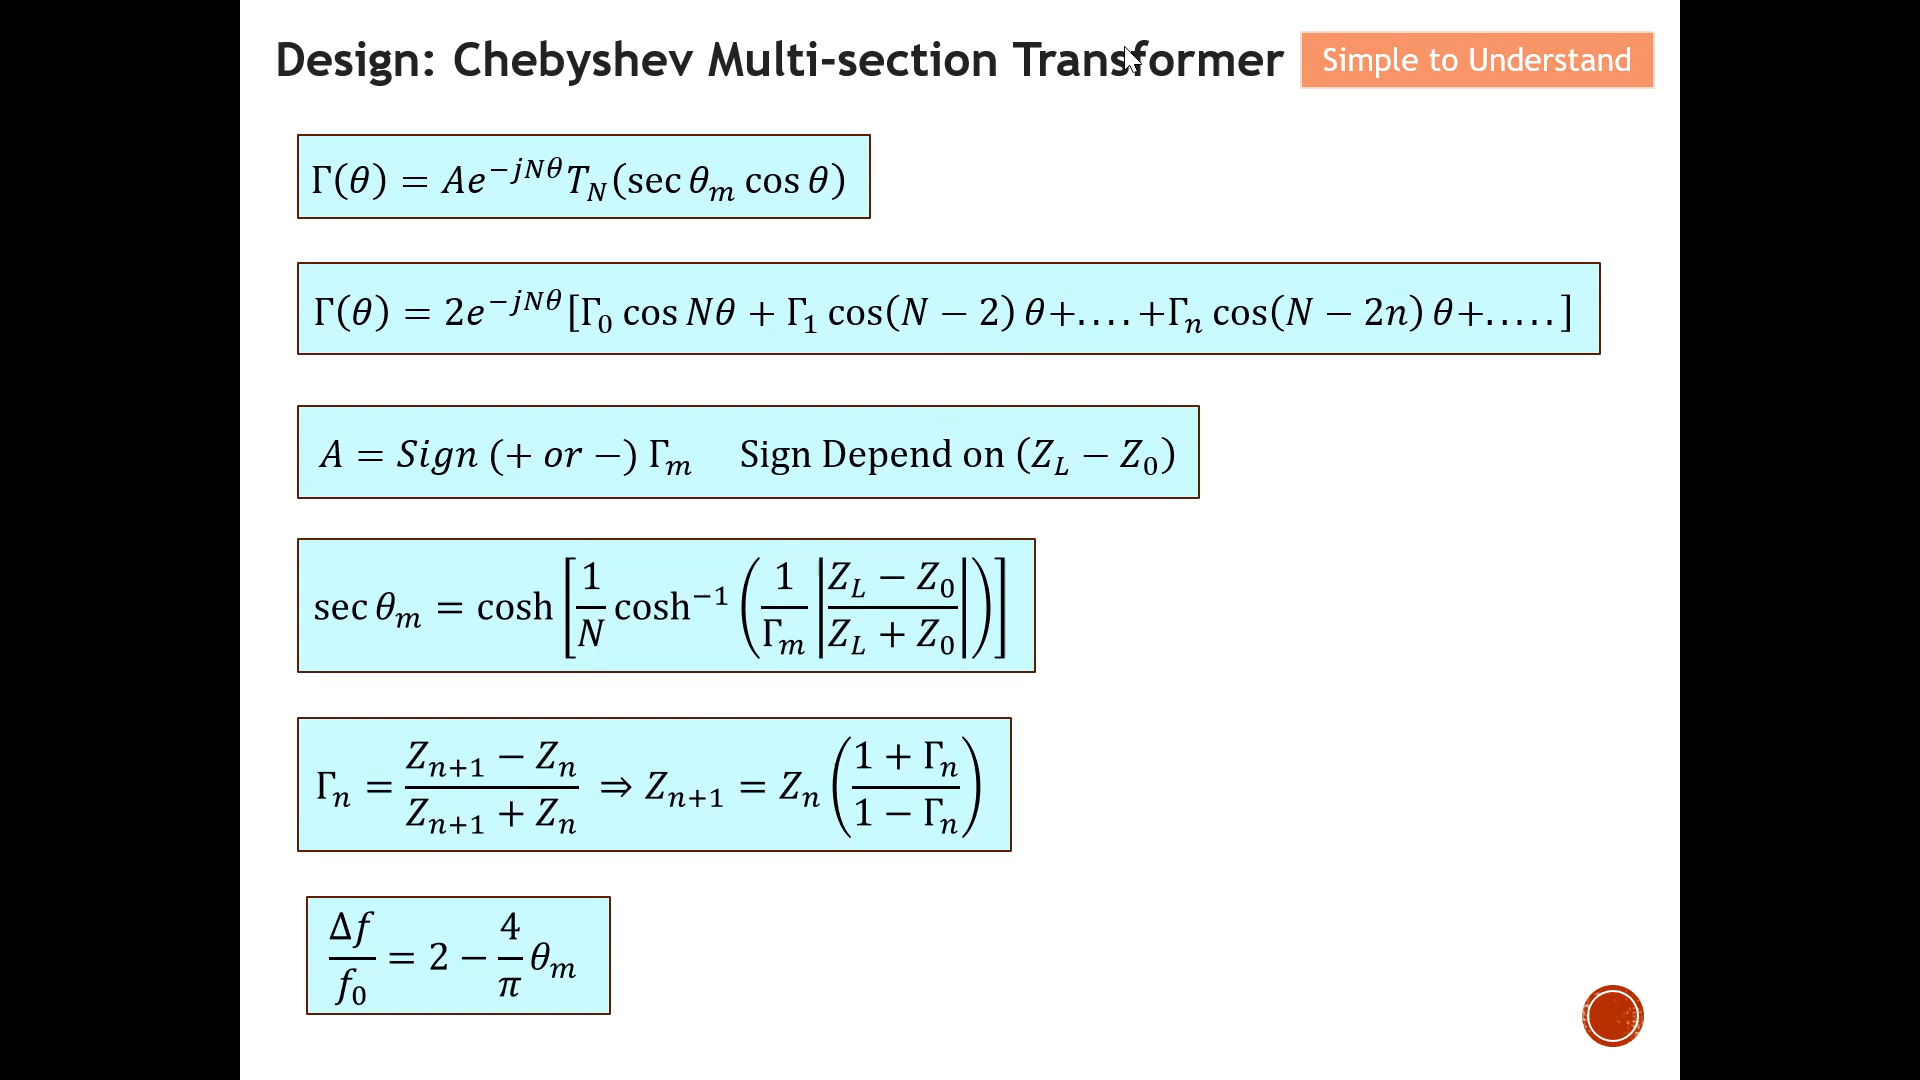 Design: Chebyshev Multi-section Transformer
Simple to Understand
Γ(θ) = Ae^{−jNθ}T_N(sec θ_m cos θ)
Γ(θ) = 2e^{−jNθ}[Γ_0 cos Nθ + Γ_1 cos(N − 2) θ+....+Γ_n cos(N − 2n) θ+.....]
A = Sign (+ or −) Γ_m Sign Depend on (Z_L − Z_0)
sec θ_m = cosh [1/N cosh^{−1} (1/Γ_m |(Z_L − Z_0)/(Z_L + Z_0)|)]
Γ_n = (Z_{n+1} − Z_n)/(Z_{n+1} + Z_n) ⇒ Z_{n+1} = Z_n ((1 + Γ_n)/(1 − Γ_n))
Δf/f_0 = 2 − 4/π θ_m